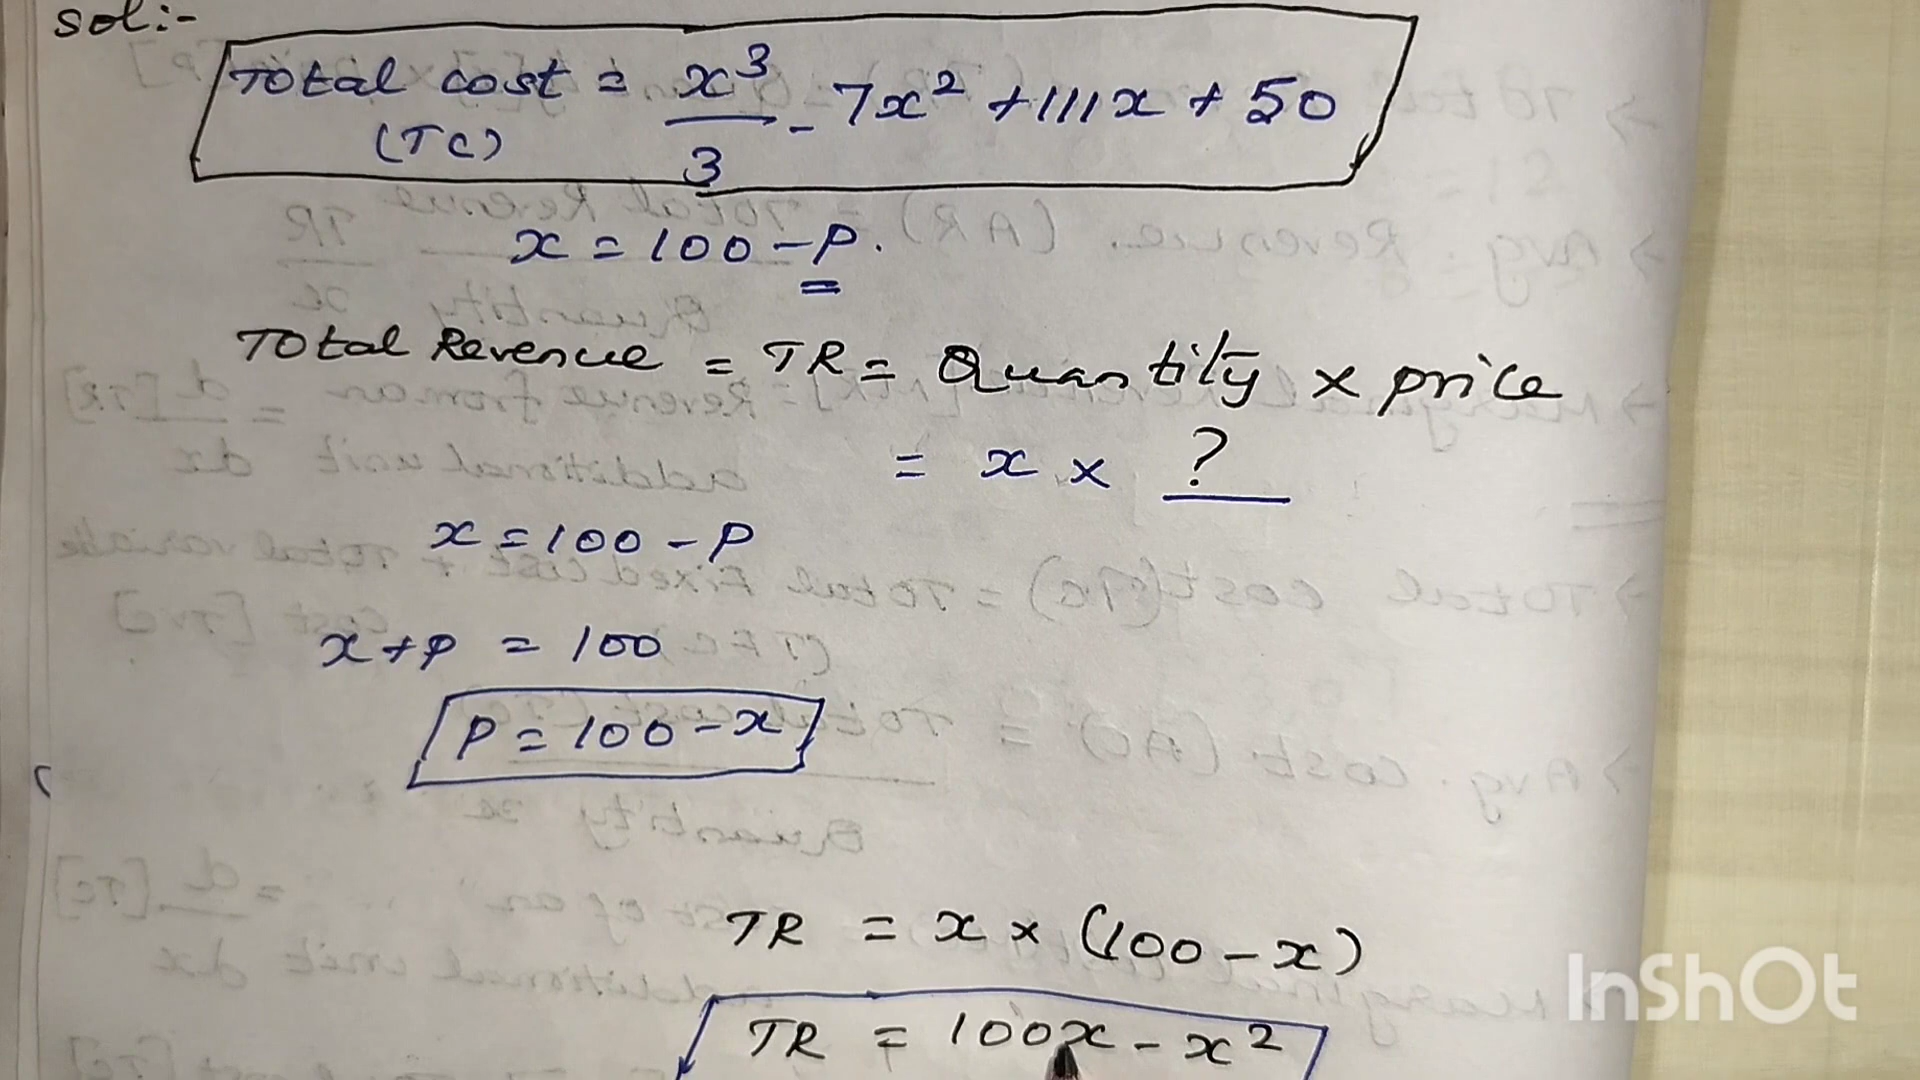 sol:-
Total cost = x³/3 - 7x² + 111x + 50
(TC)
x = 100 - P.
Total Revenue = TR = Quantity × price
= x × ?
x = 100 - P
x + P = 100
P = 100 - x
TR = x × (100 - x)
TR = 100x - x²
InShOt